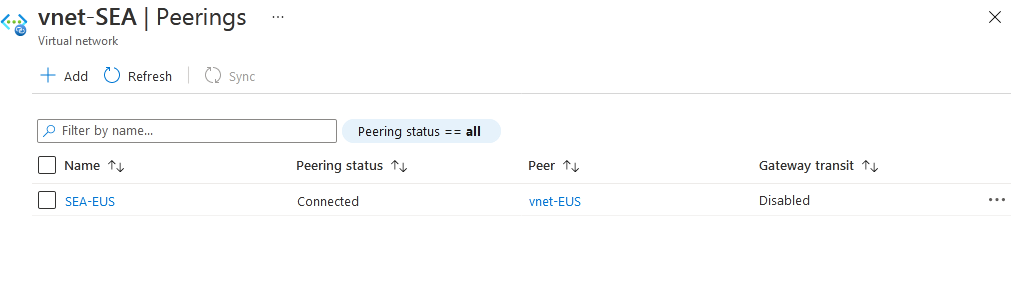 vnet-SEA | Peerings ...
Virtual network
Add Refresh Sync
Filter by name...
Peering status == all
Name Peering status Peer Gateway transit
SEA-EUS Connected vnet-EUS Disabled ...